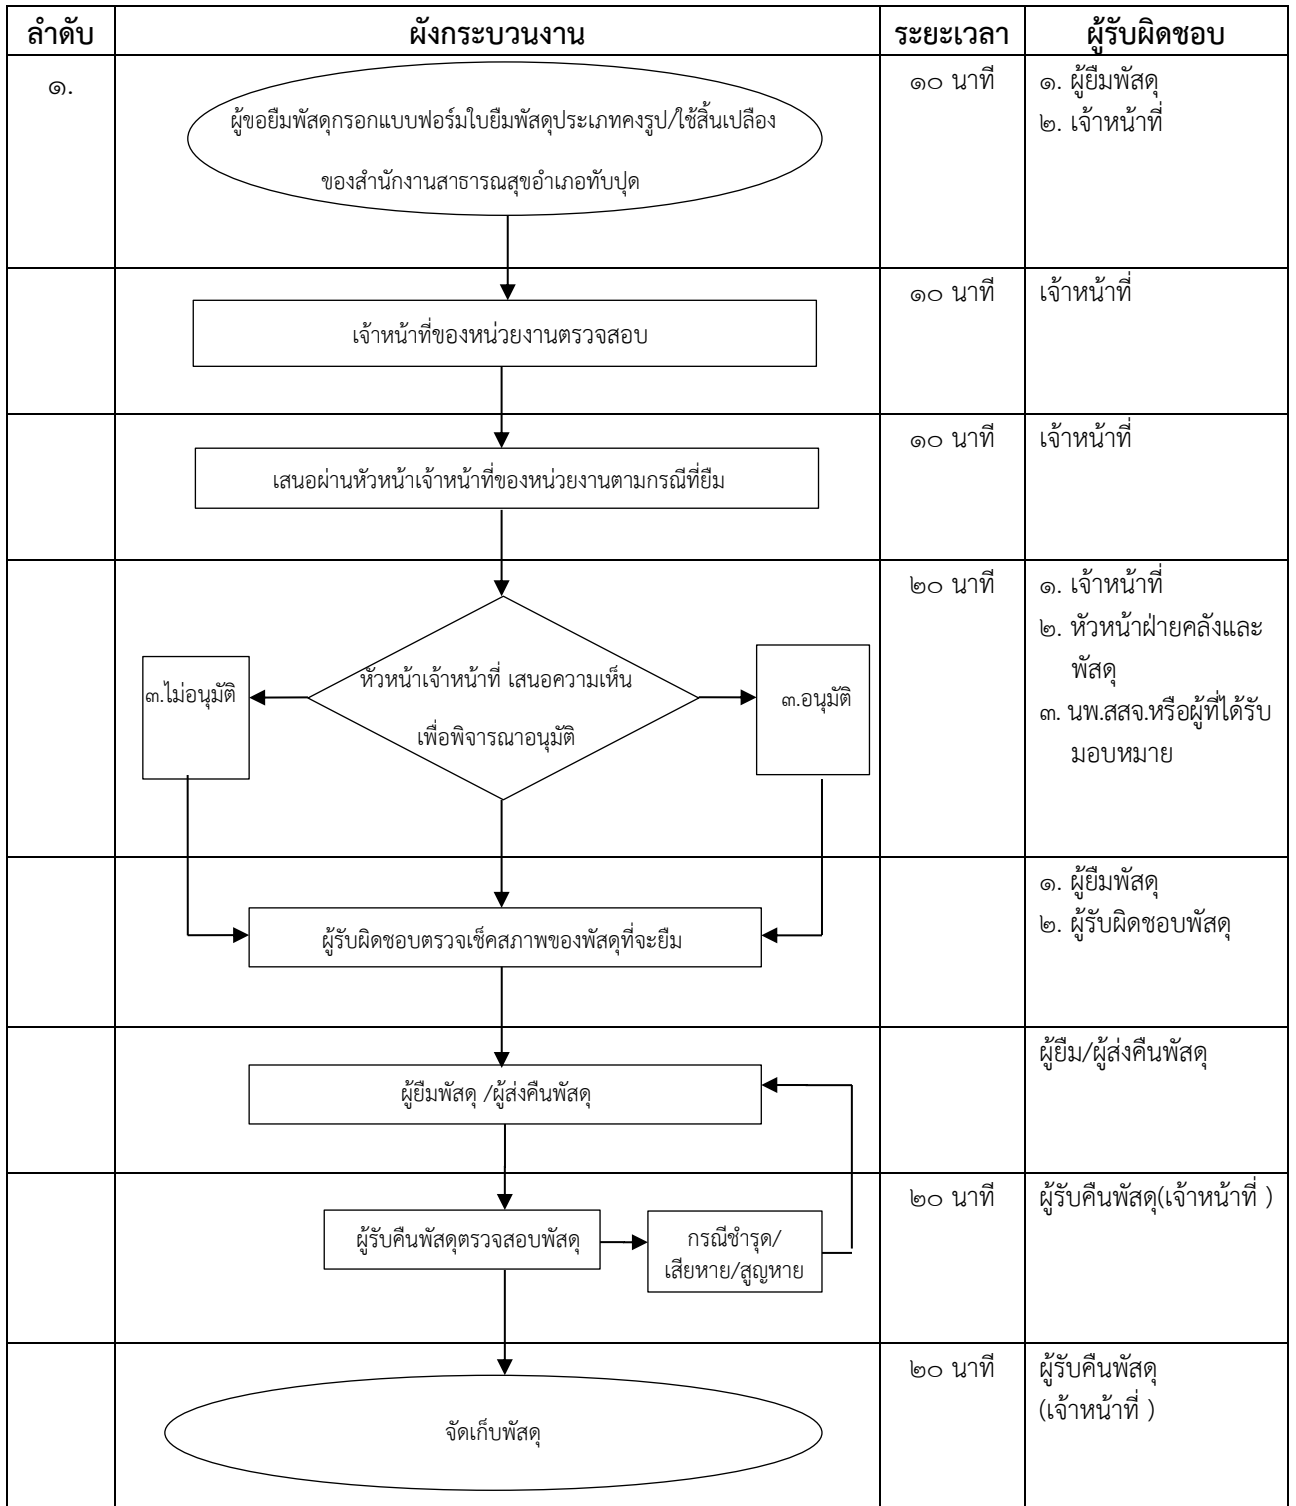 ลำดับ
ผังกระบวนงาน
ระยะเวลา
ผู้รับผิดชอบ
๑.
ผู้ขอยืมพัสดุกรอกแบบฟอร์มใบยืมพัสดุประเภทคงรูป/ใช้สิ้นเปลือง
ของสำนักงานสาธารณสุขอำเภอทับปุด
๑๐ นาที
๑. ผู้ยืมพัสดุ
๒. เจ้าหน้าที่
เจ้าหน้าที่ของหน่วยงานตรวจสอบ
๑๐ นาที
เจ้าหน้าที่
เสนอผ่านหัวหน้าเจ้าหน้าที่ของหน่วยงานตามกรณีที่ยืม
๑๐ นาที
เจ้าหน้าที่
๓.ไม่อนุมัติ
หัวหน้าเจ้าหน้าที่ เสนอความเห็น
เพื่อพิจารณาอนุมัติ
๓.อนุมัติ
๒๐ นาที
๑. เจ้าหน้าที่
๒. หัวหน้าฝ่ายคลังและ
พัสดุ
๓. นพ.สสจ.หรือผู้ที่ได้รับ
มอบหมาย
ผู้รับผิดชอบตรวจเช็คสภาพของพัสดุที่จะยืม
๑. ผู้ยืมพัสดุ
๒. ผู้รับผิดชอบพัสดุ
ผู้ยืมพัสดุ /ผู้ส่งคืนพัสดุ
ผู้ยืม/ผู้ส่งคืนพัสดุ
ผู้รับคืนพัสดุตรวจสอบพัสดุ
กรณีชำรุด/
เสียหาย/สูญหาย
๒๐ นาที
ผู้รับคืนพัสดุ(เจ้าหน้าที่ )
จัดเก็บพัสดุ
๒๐ นาที
ผู้รับคืนพัสดุ
(เจ้าหน้าที่ )